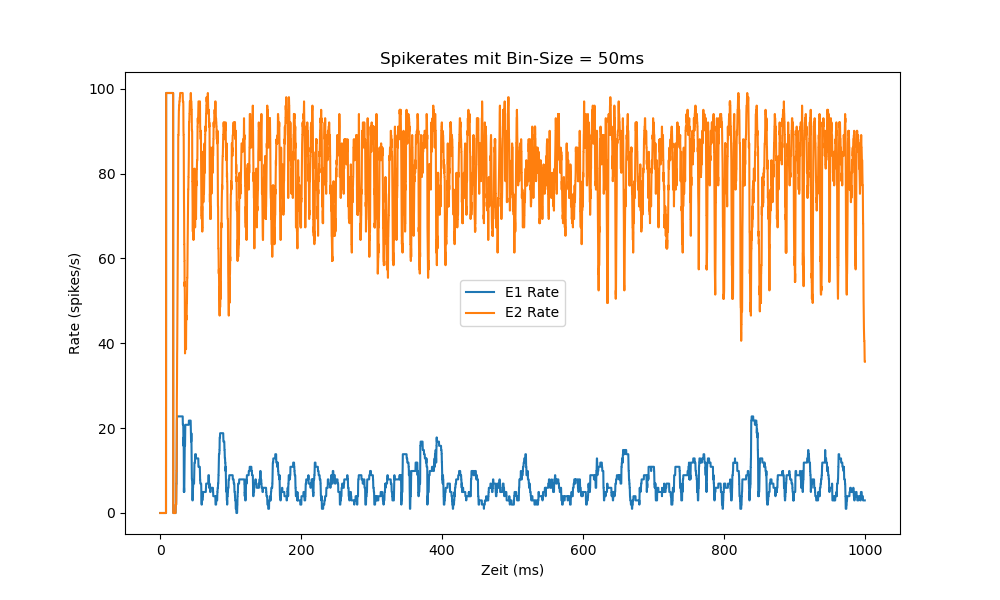 Spikerates mit Bin-Size = 50ms
Rate (spikes/s)
100
80
60
40
20
0
E1 Rate
E2 Rate
0 200 400 600 800 1000
Zeit (ms)